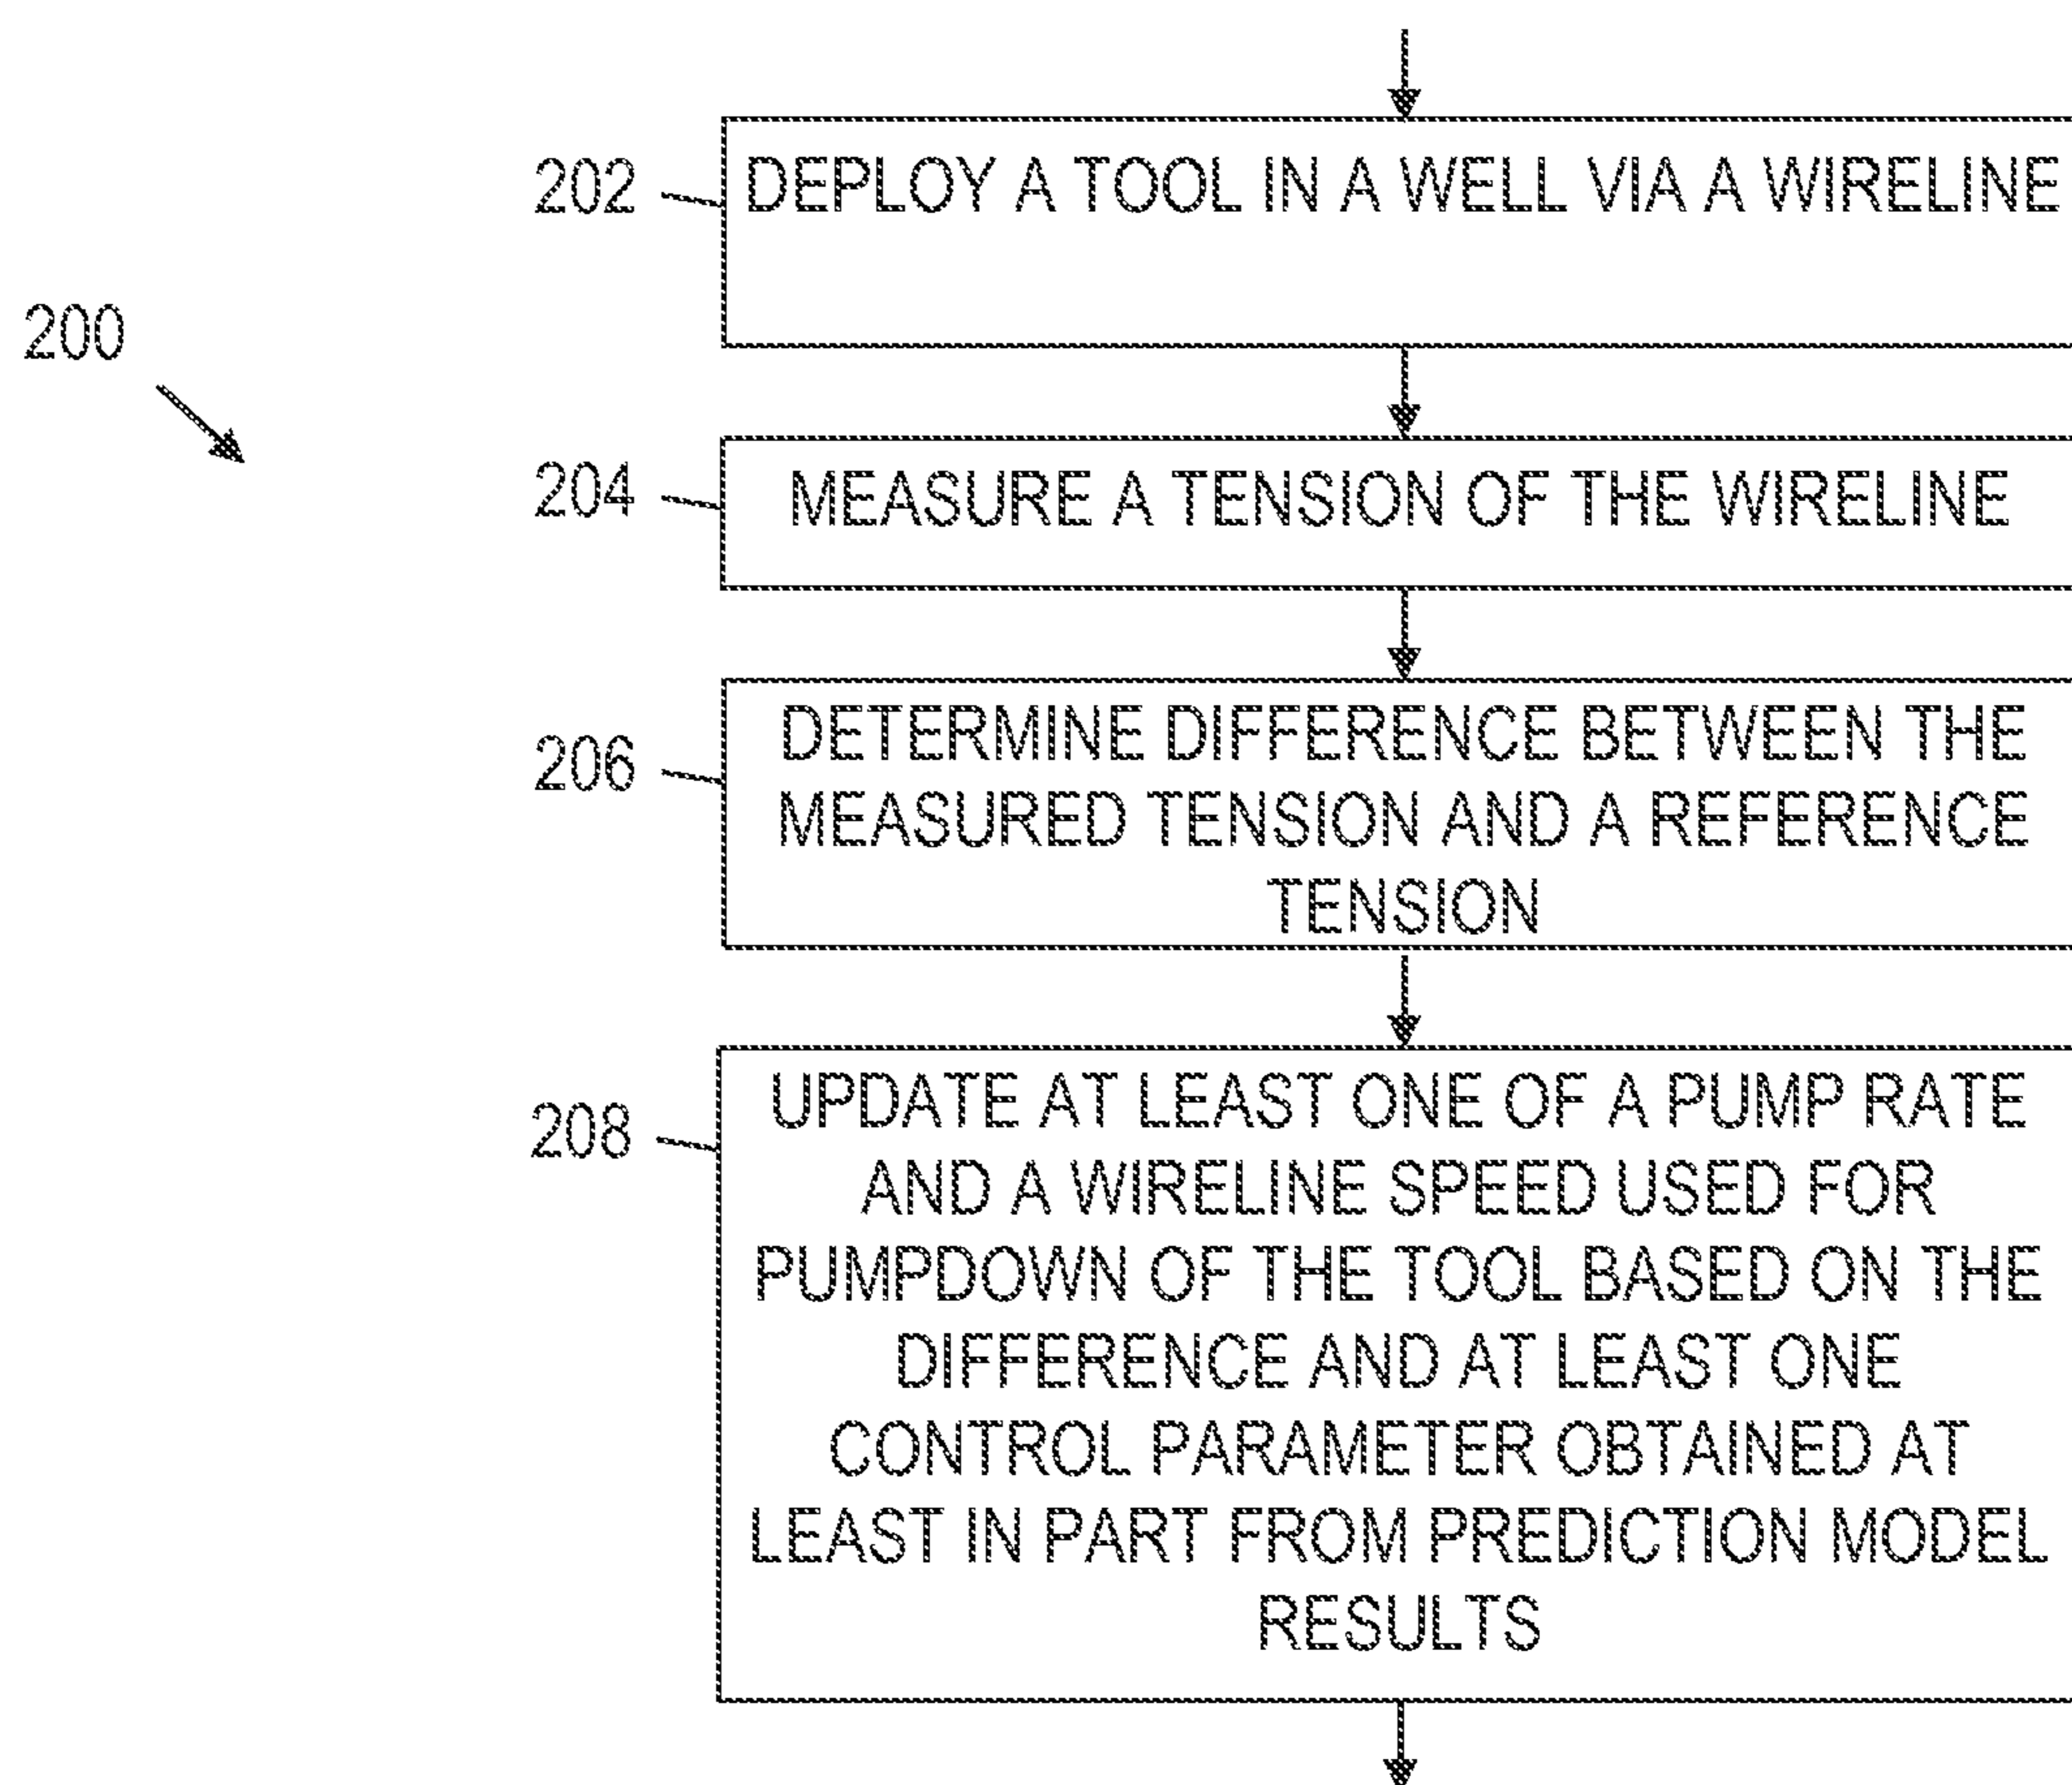 202
DEPLOY A TOOL IN A WELL VIA A WIRELINE
200
204
MEASURE A TENSION OF THE WIRELINE
206
DETERMINE DIFFERENCE BETWEEN THE
MEASURED TENSION AND A REFERENCE
TENSION
208
UPDATE AT LEAST ONE OF A PUMP RATE
AND A WIRELINE SPEED USED FOR
PUMPDOWN OF THE TOOL BASED ON THE
DIFFERENCE AND AT LEAST ONE
CONTROL PARAMETER OBTAINED AT
LEAST IN PART FROM PREDICTION MODEL
RESULTS